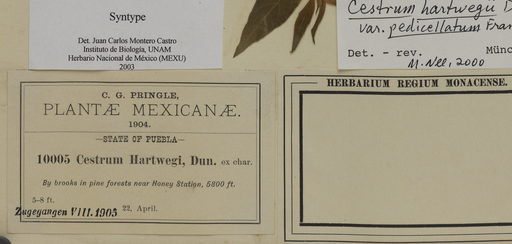 Syntype
Det. Juan Carlos Montero Castro
Instituto de Biología, UNAM
Herbario Nacional de México (MEXU)
2003
Cestrum hartwegii D
var. pedicellatum Fran
Det. - rev. Münc
M. Nee, 2000
C. G. PRINGLE,
PLANTÆ MEXICANÆ.
1904.
—STATE OF PUEBLA—
10005 Cestrum Hartwegi, Dun. ex char.
By brooks in pine forests near Honey Station, 5800 ft.
5-8 ft.
22. April.
Zugegangen VIII.1905
HERBARIUM REGIUM MONACENSE.